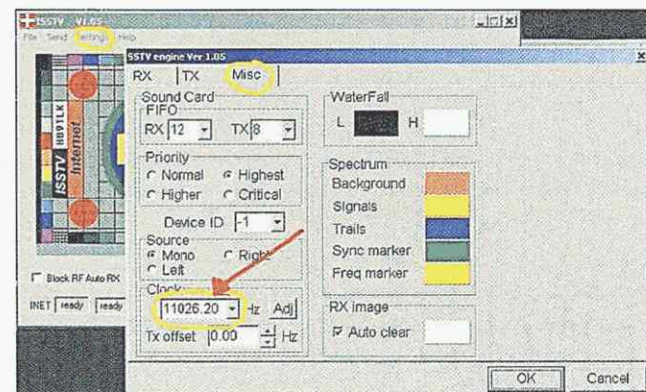 ISSTV V1.05
File Send Settings Help
SSTV engine Ver 1.05
RX TX Misc
ISSTV HB9TLK
Internet
Sound Card
FIFO
RX 12 TX 8
Priority
Normal Highest
Higher Critical
Device ID -1
Source
Mono Right
Left
Clock
11026.20 Hz Adj
Tx offset 0.00 Hz
WaterFall
L H
Spectrum
Background
Signals
Trails
Sync marker
Freq marker
RX image
Auto clear
Block RF Auto RX
INET ready ready
OK Cancel